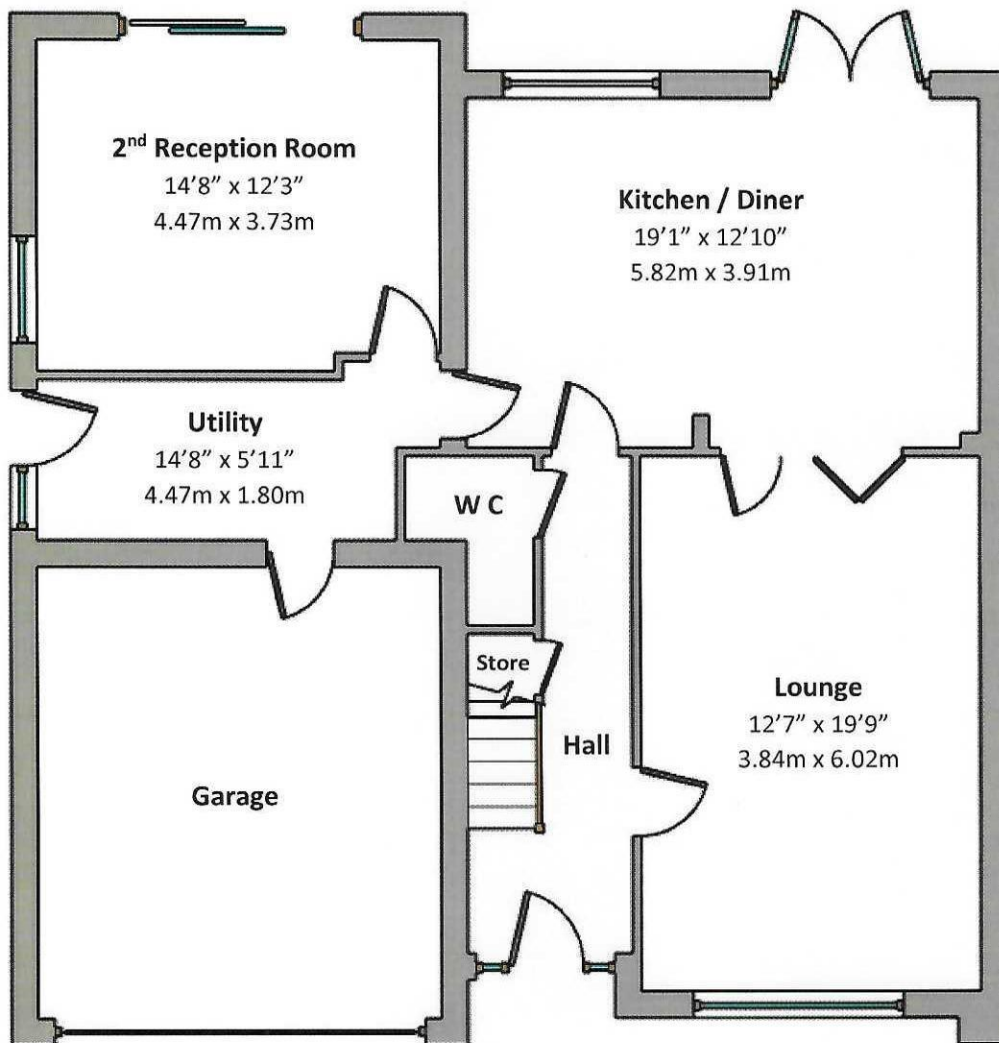 2nd Reception Room
14’8” x 12’3”
4.47m x 3.73m
Kitchen / Diner
19’1” x 12’10”
5.82m x 3.91m
Utility
14’8” x 5’11”
4.47m x 1.80m
W C
Store
Hall
Lounge
12’7” x 19’9”
3.84m x 6.02m
Garage